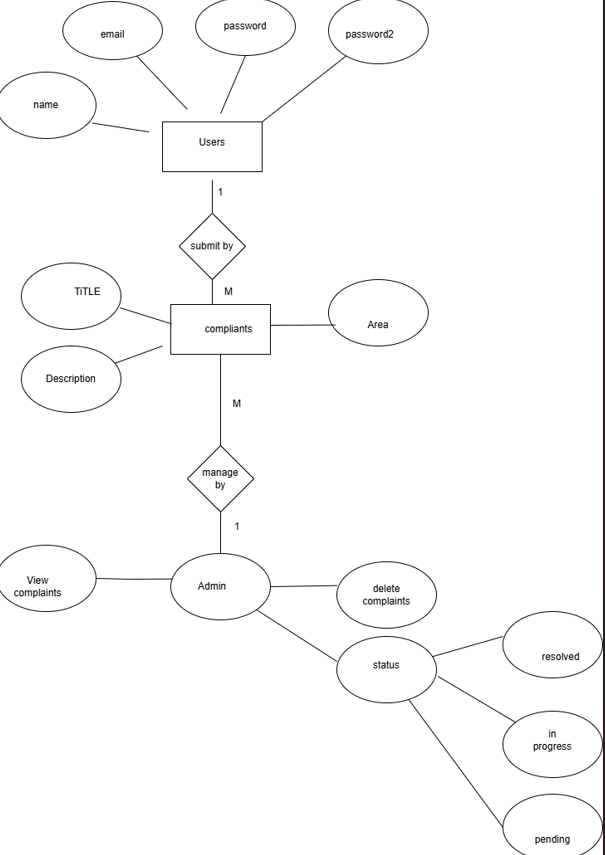 email
password
password2
name
Users
1
submit by
M
TiTLE
compliants
Area
Description
M
manage
by
1
View
complaints
Admin
delete
complaints
status
resolved
in
progress
pending